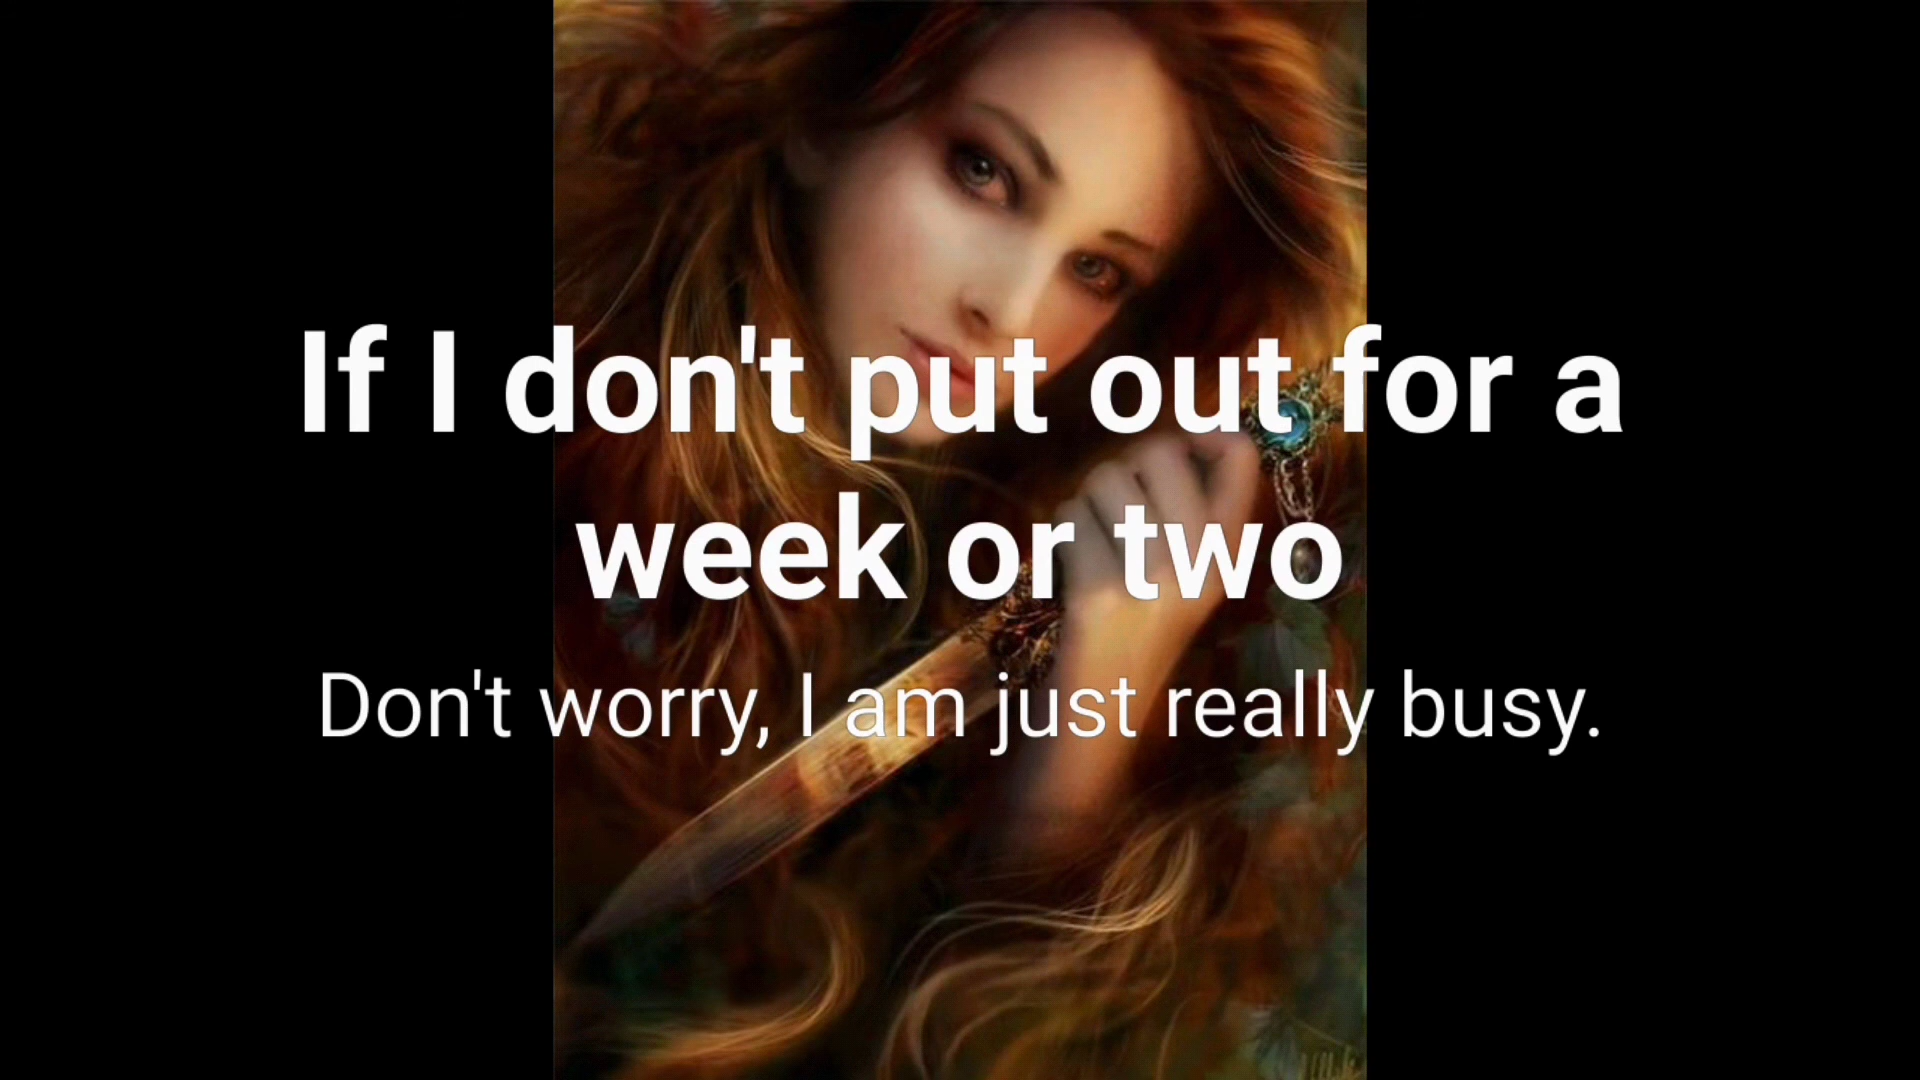 If I don't put out for a
week or two
Don't worry, I am just really busy.